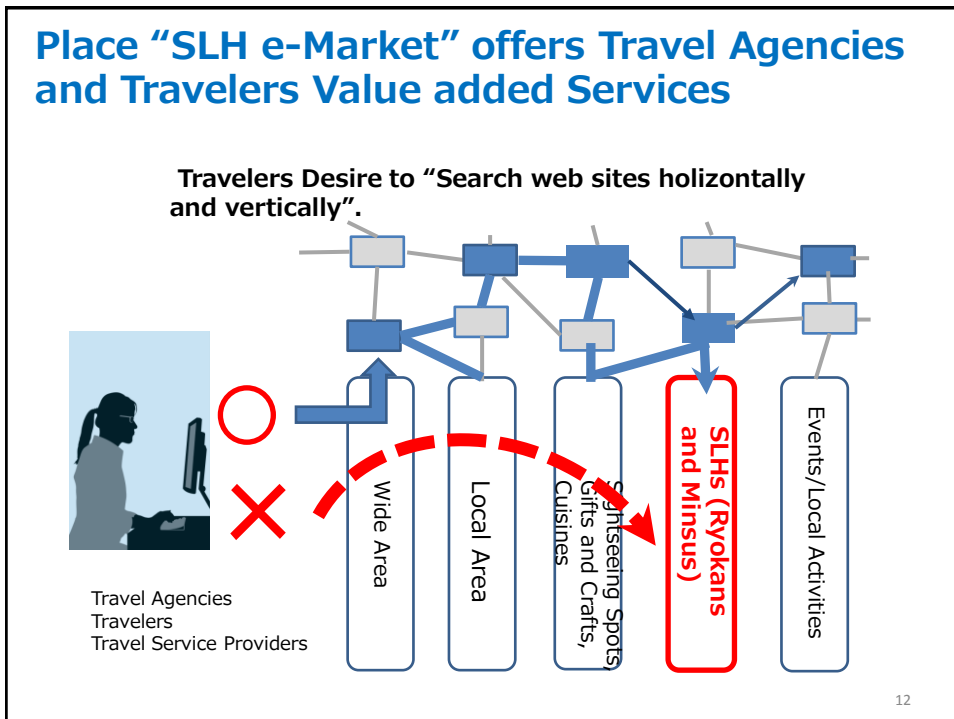 Place “SLH e-Market” offers Travel Agencies
and Travelers Value added Services
Travelers Desire to “Search web sites holizontally
and vertically”.
Wide Area
Local Area
Sightseeing Spots,
Gifts and Crafts,
Cuisines
SLHs (Ryokans
and Minsus)
Events/Local Activities
Travel Agencies
Travelers
Travel Service Providers
12